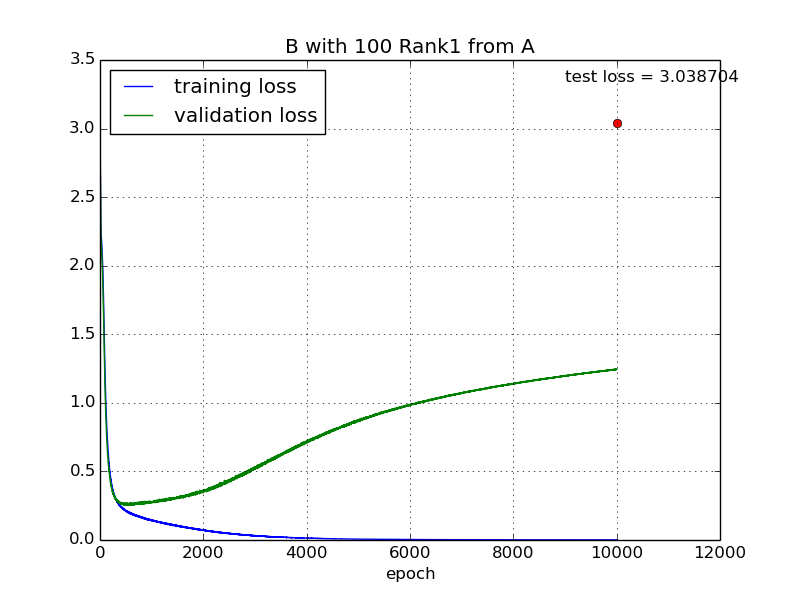 B with 100 Rank1 from A
3.5
3.0
2.5
2.0
1.5
1.0
0.5
0.0
training loss
validation loss
test loss = 3.038704
0 2000 4000 6000 8000 10000 12000
epoch